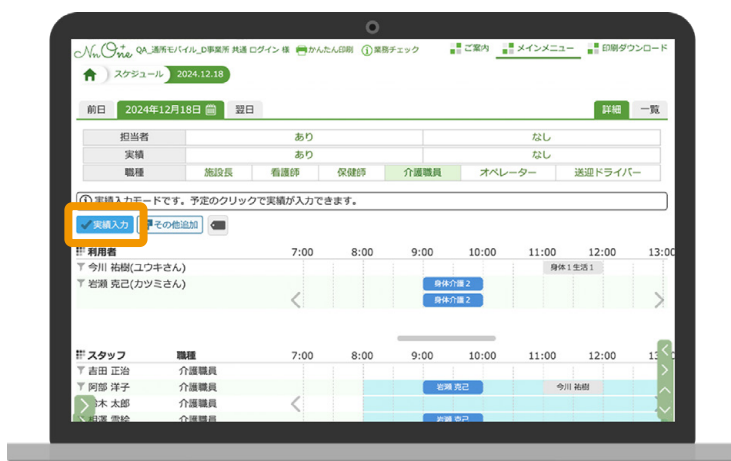 NnOne QA_通所モバイル_D事業所 共通 ログイン 様 かんたん印刷 業務チェック ご案内 メインメニュー 印刷ダウンロード
スケジュール 2024.12.18
前日 2024年12月18日 翌日 詳細 一覧
担当者 あり なし
実績 あり なし
職種 施設長 看護師 保健師 介護職員 オペレーター 送迎ドライバー
実績入力モードです。予定のクリックで実績が入力できます。
実績入力 その他追加
利用者 7:00 8:00 9:00 10:00 11:00 12:00 13:00
今川 祐樹(ユウキさん) 身体1生活1
岩瀬 克己(カツミさん) 身体介護2
身体介護2
スタッフ 職種 7:00 8:00 9:00 10:00 11:00 12:00
吉田 正治 介護職員
阿部 洋子 介護職員 岩瀬 克己 今川 祐樹
木 太郎 介護職員
介護職員 岩瀬 克己